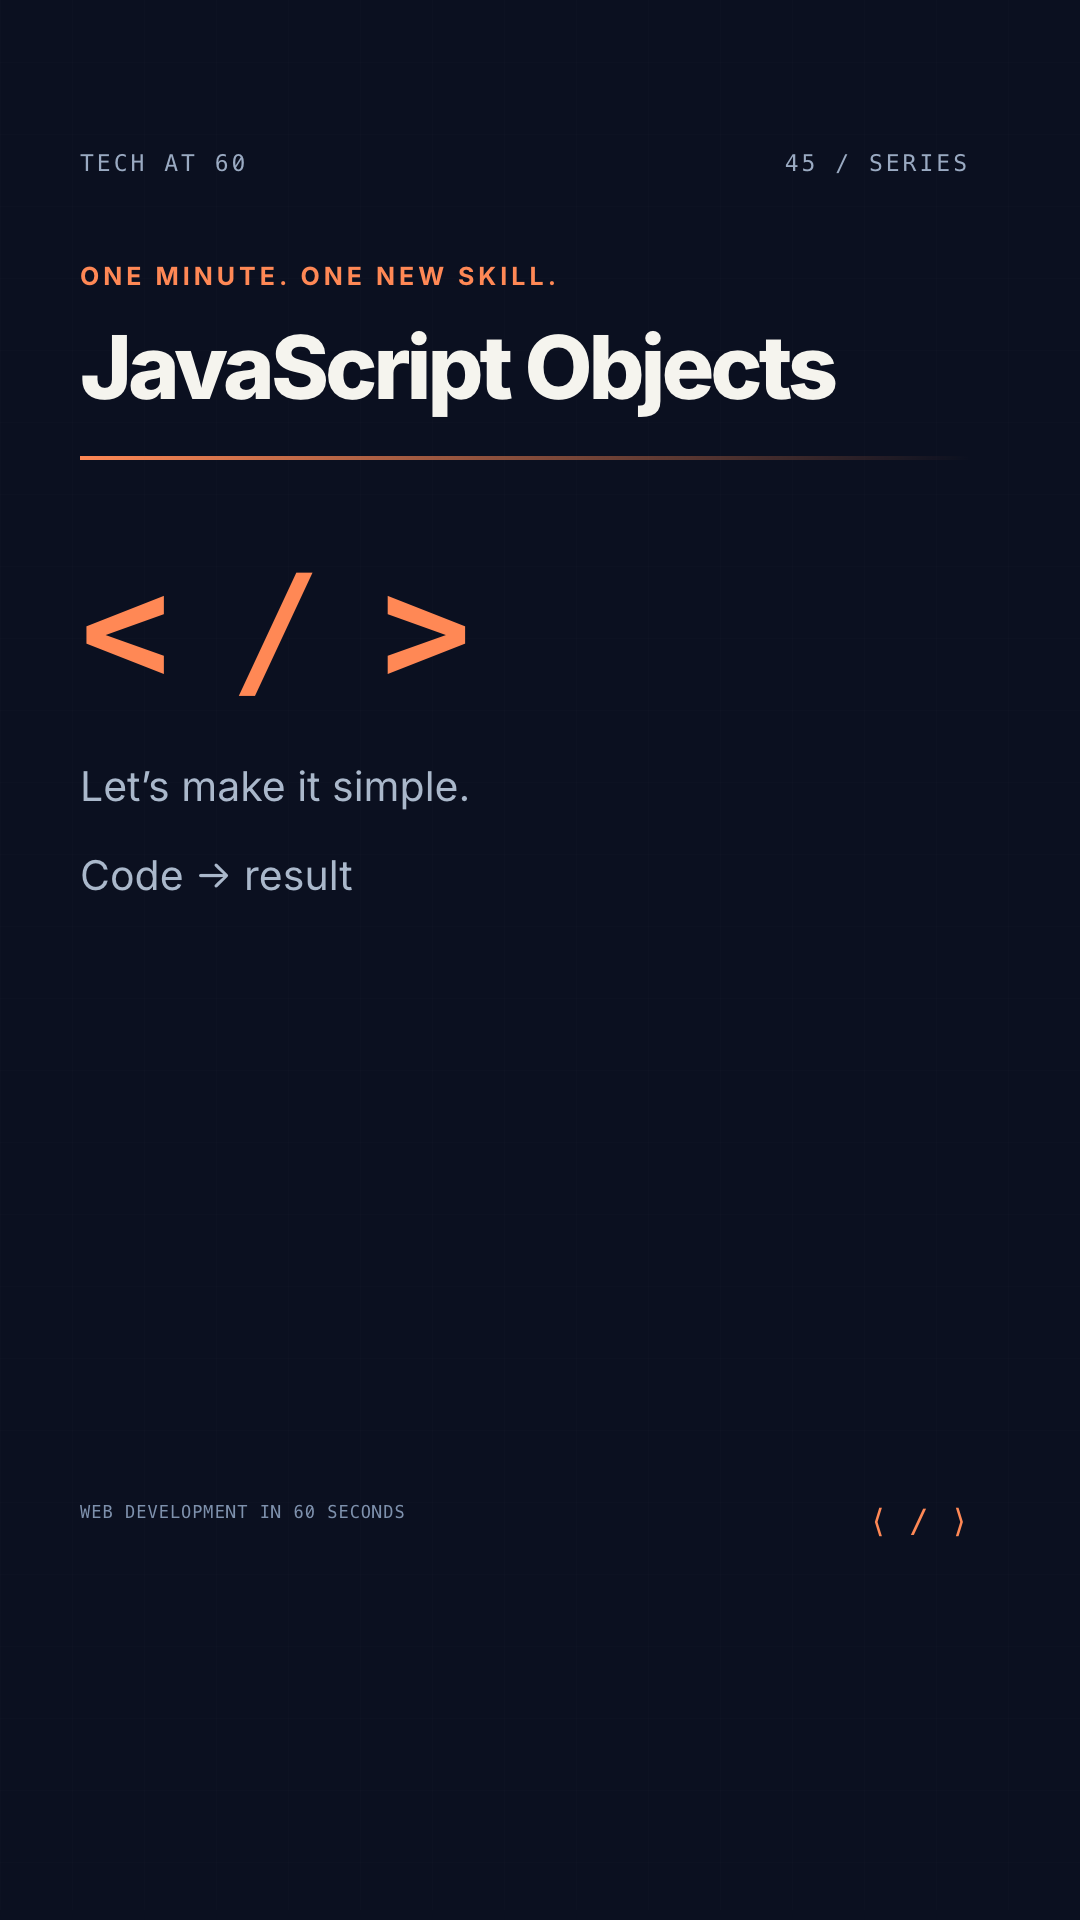 TECH AT 60
45 / SERIES
ONE MINUTE. ONE NEW SKILL.
JavaScript Objects
< / >
Let’s make it simple.
Code → result
WEB DEVELOPMENT IN 60 SECONDS
⟨ / ⟩